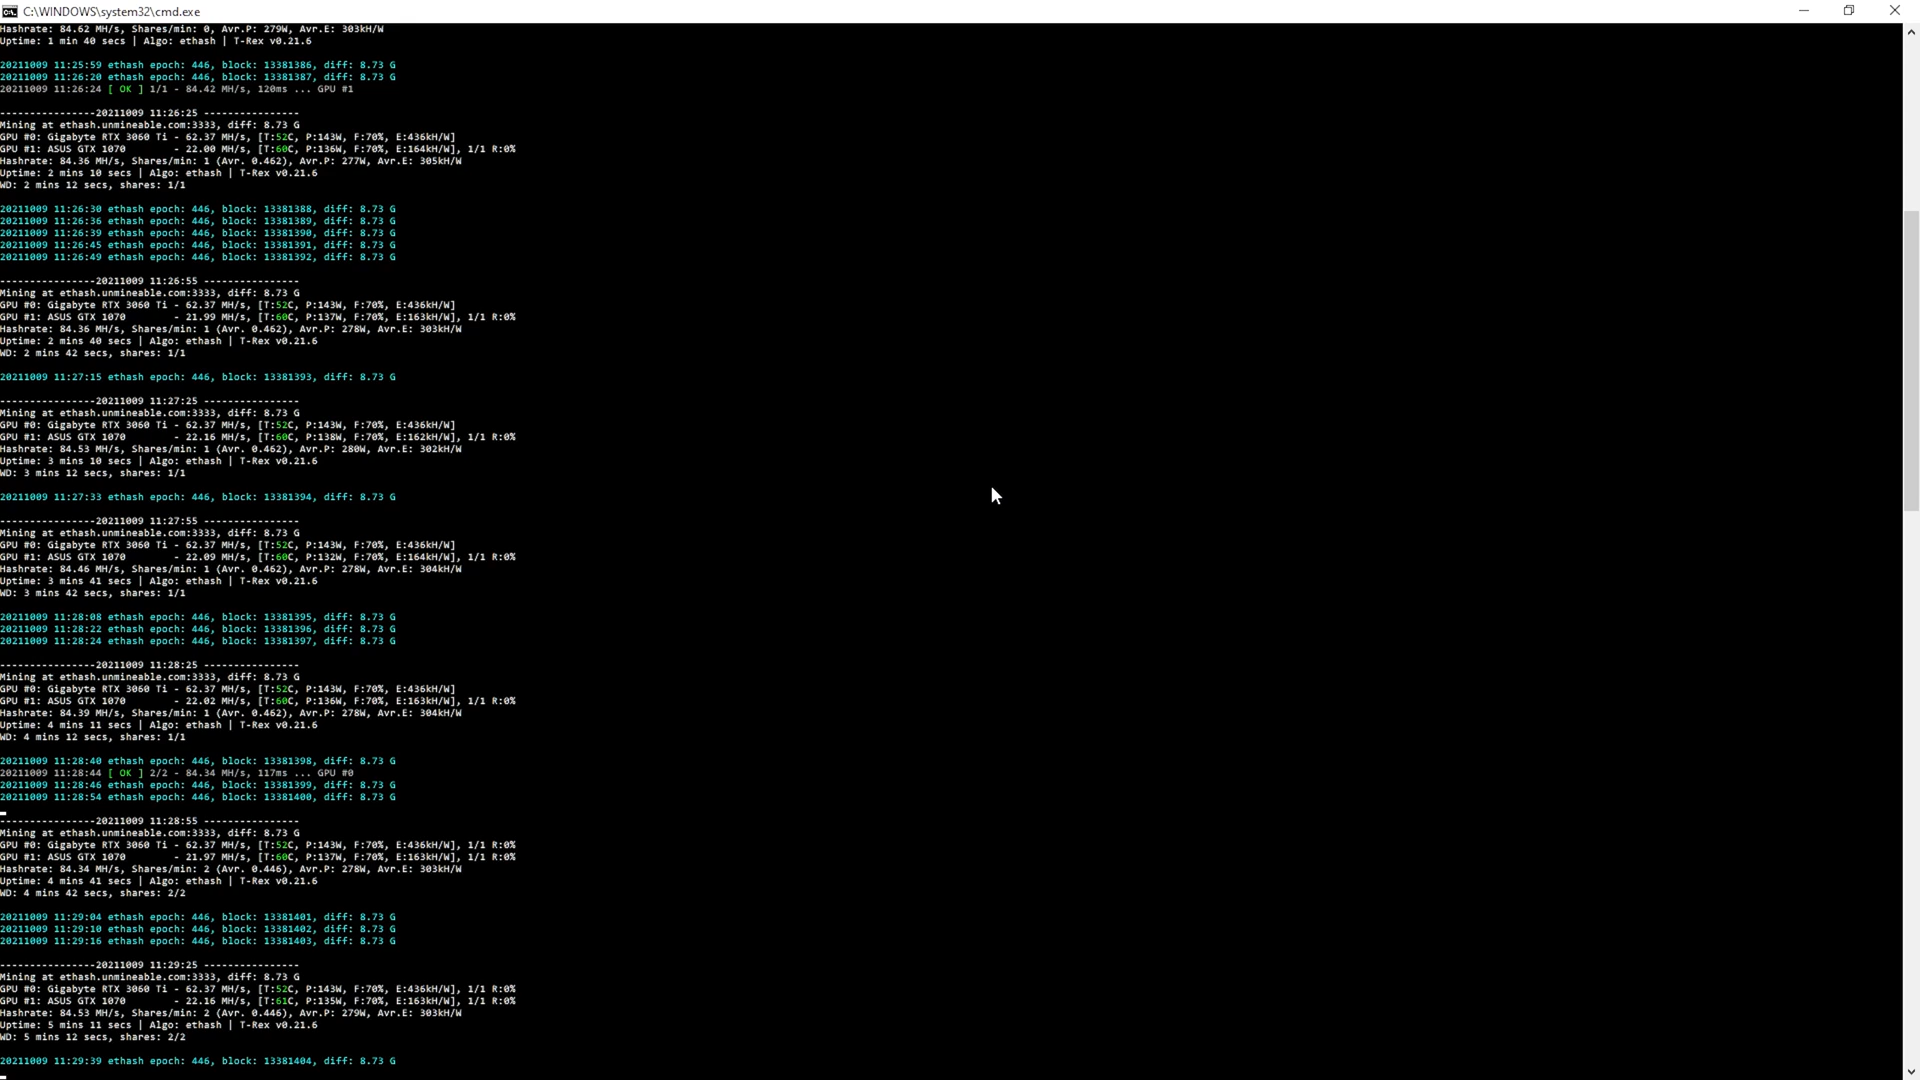 C:\WINDOWS\system32\cmd.exe
Hashrate: 84.62 MH/s, Shares/min: 0, Avr.P: 279W, Avr.E: 303kH/W
Uptime: 1 min 40 secs | Algo: ethash | T-Rex v0.21.6
20211009 11:25:59 ethash epoch: 446, block: 13381386, diff: 8.73 G
20211009 11:26:20 ethash epoch: 446, block: 13381387, diff: 8.73 G
20211009 11:26:24 [ OK ] 1/1 - 84.42 MH/s, 120ms ... GPU #1
----------------20211009 11:26:25 ----------------
Mining at ethash.unmineable.com:3333, diff: 8.73 G
GPU #0: Gigabyte RTX 3060 Ti - 62.37 MH/s, [T:52C, P:143W, F:70%, E:436kH/W]
GPU #1: ASUS GTX 1070        - 22.00 MH/s, [T:60C, P:136W, F:70%, E:164kH/W], 1/1 R:0%
Hashrate: 84.36 MH/s, Shares/min: 1 (Avr. 0.462), Avr.P: 277W, Avr.E: 305kH/W
Uptime: 2 mins 10 secs | Algo: ethash | T-Rex v0.21.6
WD: 2 mins 12 secs, shares: 1/1
20211009 11:26:30 ethash epoch: 446, block: 13381388, diff: 8.73 G
20211009 11:26:36 ethash epoch: 446, block: 13381389, diff: 8.73 G
20211009 11:26:39 ethash epoch: 446, block: 13381390, diff: 8.73 G
20211009 11:26:45 ethash epoch: 446, block: 13381391, diff: 8.73 G
20211009 11:26:49 ethash epoch: 446, block: 13381392, diff: 8.73 G
----------------20211009 11:26:55 ----------------
Mining at ethash.unmineable.com:3333, diff: 8.73 G
GPU #0: Gigabyte RTX 3060 Ti - 62.37 MH/s, [T:52C, P:143W, F:70%, E:436kH/W]
GPU #1: ASUS GTX 1070        - 21.99 MH/s, [T:60C, P:137W, F:70%, E:163kH/W], 1/1 R:0%
Hashrate: 84.36 MH/s, Shares/min: 1 (Avr. 0.462), Avr.P: 278W, Avr.E: 303kH/W
Uptime: 2 mins 40 secs | Algo: ethash | T-Rex v0.21.6
WD: 2 mins 42 secs, shares: 1/1
20211009 11:27:15 ethash epoch: 446, block: 13381393, diff: 8.73 G
----------------20211009 11:27:25 ----------------
Mining at ethash.unmineable.com:3333, diff: 8.73 G
GPU #0: Gigabyte RTX 3060 Ti - 62.37 MH/s, [T:52C, P:143W, F:70%, E:436kH/W]
GPU #1: ASUS GTX 1070        - 22.16 MH/s, [T:60C, P:138W, F:70%, E:162kH/W], 1/1 R:0%
Hashrate: 84.53 MH/s, Shares/min: 1 (Avr. 0.462), Avr.P: 280W, Avr.E: 302kH/W
Uptime: 3 mins 10 secs | Algo: ethash | T-Rex v0.21.6
WD: 3 mins 12 secs, shares: 1/1
20211009 11:27:33 ethash epoch: 446, block: 13381394, diff: 8.73 G
----------------20211009 11:27:55 ----------------
Mining at ethash.unmineable.com:3333, diff: 8.73 G
GPU #0: Gigabyte RTX 3060 Ti - 62.37 MH/s, [T:52C, P:143W, F:70%, E:436kH/W]
GPU #1: ASUS GTX 1070        - 22.09 MH/s, [T:60C, P:132W, F:70%, E:164kH/W], 1/1 R:0%
Hashrate: 84.46 MH/s, Shares/min: 1 (Avr. 0.462), Avr.P: 278W, Avr.E: 304kH/W
Uptime: 3 mins 41 secs | Algo: ethash | T-Rex v0.21.6
WD: 3 mins 42 secs, shares: 1/1
20211009 11:28:08 ethash epoch: 446, block: 13381395, diff: 8.73 G
20211009 11:28:22 ethash epoch: 446, block: 13381396, diff: 8.73 G
20211009 11:28:24 ethash epoch: 446, block: 13381397, diff: 8.73 G
----------------20211009 11:28:25 ----------------
Mining at ethash.unmineable.com:3333, diff: 8.73 G
GPU #0: Gigabyte RTX 3060 Ti - 62.37 MH/s, [T:52C, P:143W, F:70%, E:436kH/W]
GPU #1: ASUS GTX 1070        - 22.02 MH/s, [T:60C, P:136W, F:70%, E:163kH/W], 1/1 R:0%
Hashrate: 84.39 MH/s, Shares/min: 1 (Avr. 0.462), Avr.P: 278W, Avr.E: 304kH/W
Uptime: 4 mins 11 secs | Algo: ethash | T-Rex v0.21.6
WD: 4 mins 12 secs, shares: 1/1
20211009 11:28:40 ethash epoch: 446, block: 13381398, diff: 8.73 G
20211009 11:28:44 [ OK ] 2/2 - 84.34 MH/s, 117ms ... GPU #0
20211009 11:28:46 ethash epoch: 446, block: 13381399, diff: 8.73 G
20211009 11:28:54 ethash epoch: 446, block: 13381400, diff: 8.73 G
----------------20211009 11:28:55 ----------------
Mining at ethash.unmineable.com:3333, diff: 8.73 G
GPU #0: Gigabyte RTX 3060 Ti - 62.37 MH/s, [T:52C, P:143W, F:70%, E:436kH/W], 1/1 R:0%
GPU #1: ASUS GTX 1070        - 21.97 MH/s, [T:60C, P:137W, F:70%, E:163kH/W], 1/1 R:0%
Hashrate: 84.34 MH/s, Shares/min: 2 (Avr. 0.446), Avr.P: 278W, Avr.E: 303kH/W
Uptime: 4 mins 41 secs | Algo: ethash | T-Rex v0.21.6
WD: 4 mins 42 secs, shares: 2/2
20211009 11:29:04 ethash epoch: 446, block: 13381401, diff: 8.73 G
20211009 11:29:10 ethash epoch: 446, block: 13381402, diff: 8.73 G
20211009 11:29:16 ethash epoch: 446, block: 13381403, diff: 8.73 G
----------------20211009 11:29:25 ----------------
Mining at ethash.unmineable.com:3333, diff: 8.73 G
GPU #0: Gigabyte RTX 3060 Ti - 62.37 MH/s, [T:52C, P:143W, F:70%, E:436kH/W], 1/1 R:0%
GPU #1: ASUS GTX 1070        - 22.16 MH/s, [T:61C, P:135W, F:70%, E:163kH/W], 1/1 R:0%
Hashrate: 84.53 MH/s, Shares/min: 2 (Avr. 0.446), Avr.P: 279W, Avr.E: 303kH/W
Uptime: 5 mins 11 secs | Algo: ethash | T-Rex v0.21.6
WD: 5 mins 12 secs, shares: 2/2
20211009 11:29:39 ethash epoch: 446, block: 13381404, diff: 8.73 G